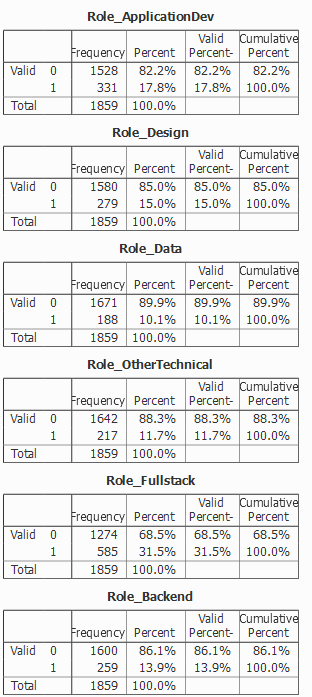 Role_ApplicationDev
Frequency Percent Valid Percent- Cumulative Percent
Valid 0 1528 82.2% 82.2% 82.2%
1 331 17.8% 17.8% 100.0%
Total 1859 100.0%
Role_Design
Frequency Percent Valid Percent- Cumulative Percent
Valid 0 1580 85.0% 85.0% 85.0%
1 279 15.0% 15.0% 100.0%
Total 1859 100.0%
Role_Data
Frequency Percent Valid Percent- Cumulative Percent
Valid 0 1671 89.9% 89.9% 89.9%
1 188 10.1% 10.1% 100.0%
Total 1859 100.0%
Role_OtherTechnical
Frequency Percent Valid Percent- Cumulative Percent
Valid 0 1642 88.3% 88.3% 88.3%
1 217 11.7% 11.7% 100.0%
Total 1859 100.0%
Role_Fullstack
Frequency Percent Valid Percent- Cumulative Percent
Valid 0 1274 68.5% 68.5% 68.5%
1 585 31.5% 31.5% 100.0%
Total 1859 100.0%
Role_Backend
Frequency Percent Valid Percent- Cumulative Percent
Valid 0 1600 86.1% 86.1% 86.1%
1 259 13.9% 13.9% 100.0%
Total 1859 100.0%